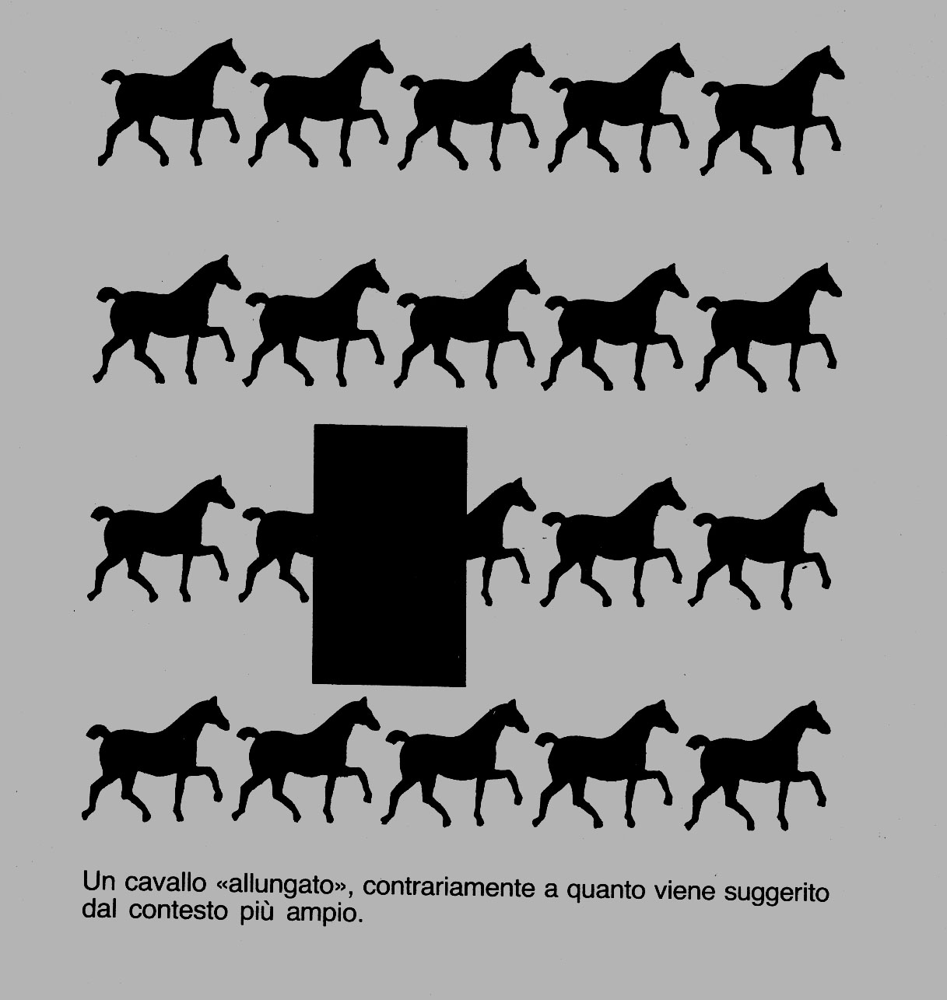 Un cavallo «allungato», contrariamente a quanto viene suggerito
dal contesto più ampio.